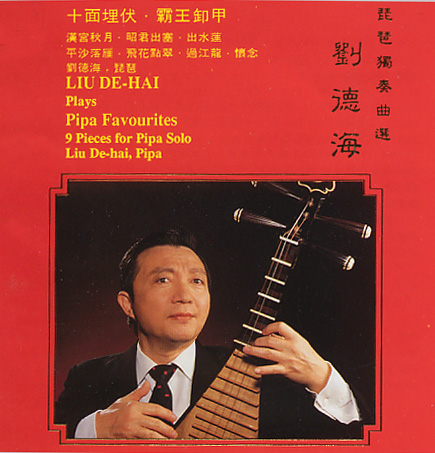 十面埋伏·霸王卸甲
漢宮秋月·昭君出塞·出水蓮
平沙落雁·飛花點翠·過江龍·懷念
劉德海·琵琶
LIU DE-HAI
Plays
Pipa Favourites
9 Pieces for Pipa Solo
Liu De-hai, Pipa
琵琶獨奏曲選
劉德海